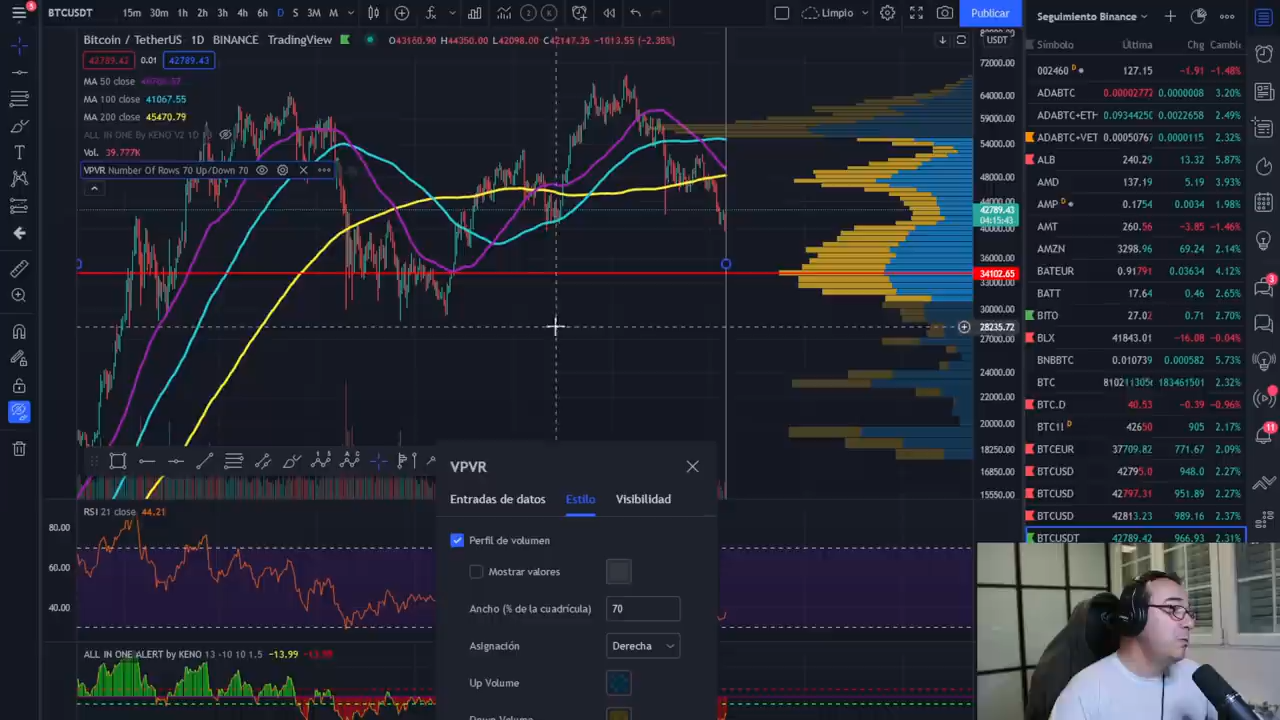 BTCUSDT 15m 30m 1h 2h 3h 4h 6h D S 3M M Limpio Publicar
Seguimiento Binance
Bitcoin / TetherUS 1D BINANCE TradingView O43160.90 H44350.00 L42098.00 C42147.35 -1013.55 (-2.35%) USDT
42789.42 0.01 42789.43
MA 50 close
MA 100 close 41067.55
MA 200 close 45470.79
ALL IN ONE BY KENO V2 1D
Vol. 39.777K
VPVR Number Of Rows 70 Up/Down 70
72000.00
64000.00
59000.00
48000.00
42789.43
04:15:43
40000.00
36000.00
34102.65
33000.00
30000.00
28235.72
27000.00
24000.00
22000.00
20000.00
18250.00
16850.00
15550.00
Símbolo Última Chg Cambio
002460 D 127.15 -1.91 -1.48%
ADABTC 0.00002772 0.0000008 3.20%
ADABTC+ETH 0.0022658 2.49%
ADABTC+VET 0.0000115 2.32%
ALB 240.29 13.32 5.87%
AMD 137.19 5.19 3.93%
AMP D 0.1754 0.0034 1.98%
AMT 260.56 -3.85 -1.46%
AMZN 3298.96 69.24 2.14%
BATEUR 0.91791 0.03634 4.12%
BATT 17.64 0.46 2.65%
BITO 27.02 0.71 2.70%
BLX 41843.01 -16.08 -0.04%
BNBBTC 0.010739 0.000582 5.73%
BTC 183461501 2.32%
BTC.D 40.53 -0.39 -0.96%
BTC1! D 42650 905 2.17%
BTCEUR 37709.82 771.67 2.09%
BTCUSD 42795.0 948.0 2.27%
BTCUSD 42797.31 951.89 2.27%
BTCUSD 42813.23 989.16 2.37%
BTCUSDT 42789.42 966.93 2.31%
VPVR
Entradas de datos Estilo Visibilidad
Perfil de volumen
Mostrar valores
Ancho (% de la cuadrícula) 70
Asignación Derecha
Up Volume
RSI 21 close 44.21
80.00
60.00
40.00
ALL IN ONE ALERT by KENO 13 -10 10 1.5 -13.99 -13.99